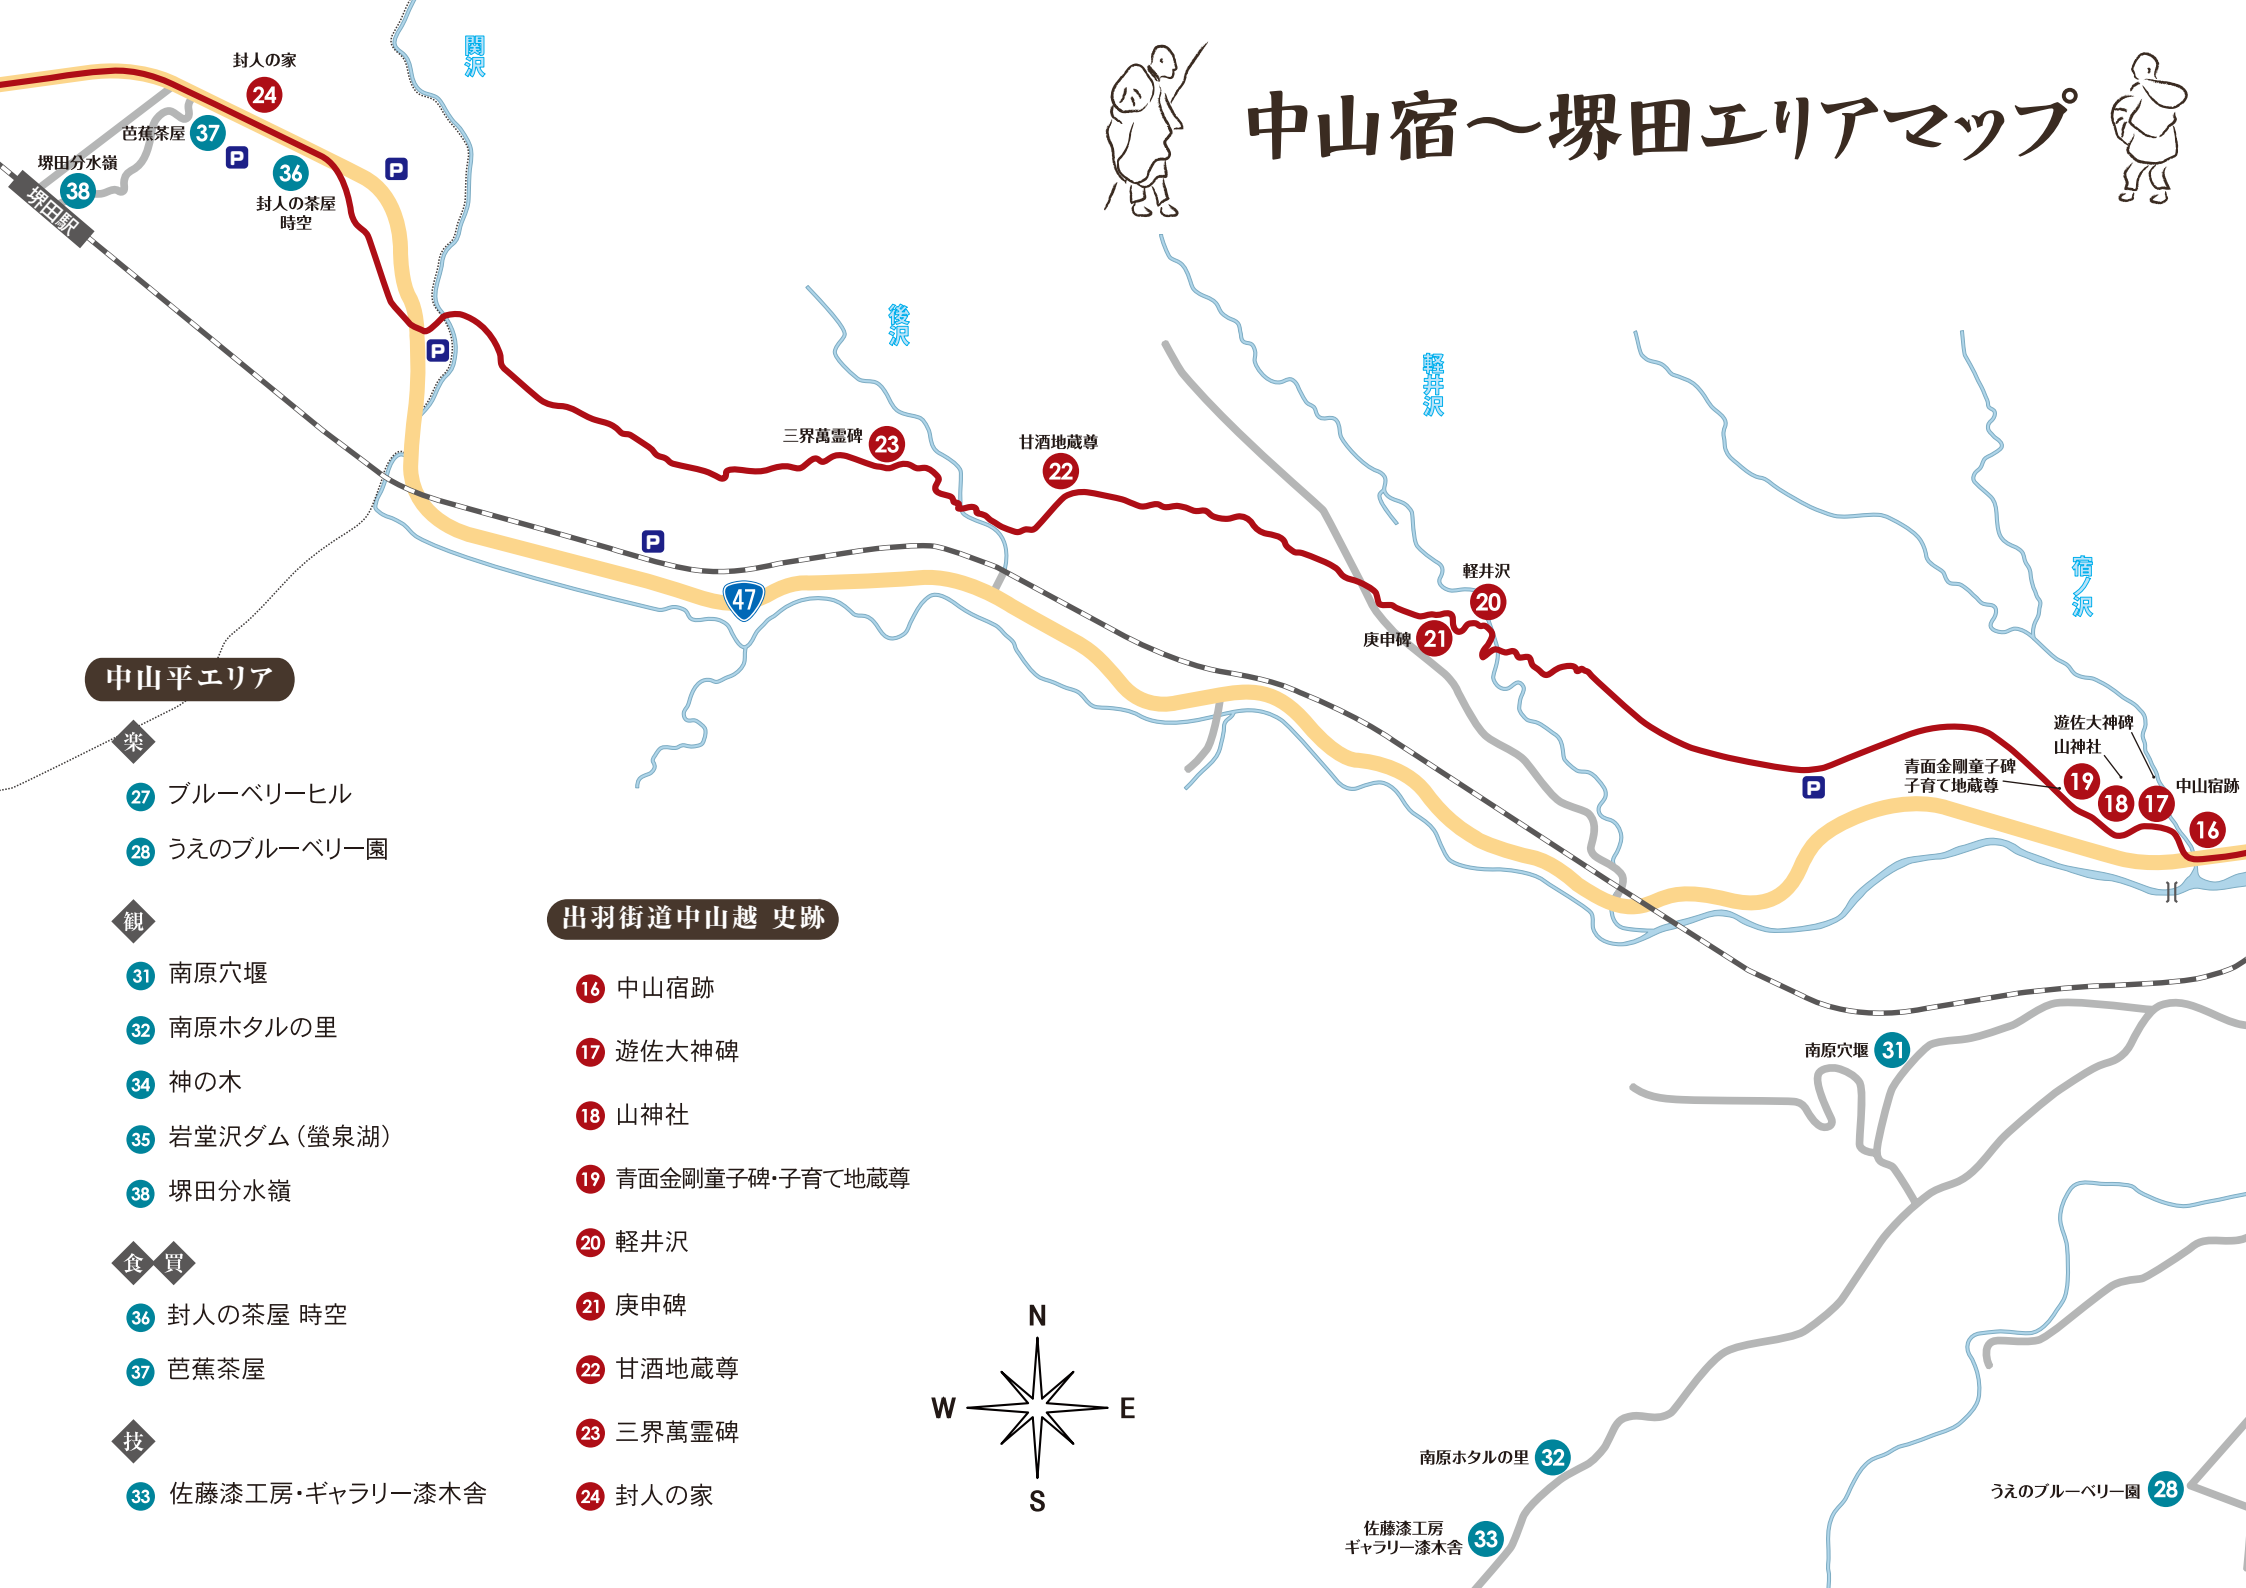 中山宿～堺田エリアマップ
関沢
封人の家
24
芭蕉茶屋
37
P
P
堺田分水嶺
38
堺田駅
36
封人の茶屋
時空
P
後沢
軽井沢
宿ノ沢
三界萬霊碑
23
甘酒地蔵尊
22
P
47
軽井沢
20
庚申碑
21
遊佐大神碑
山神社
青面金剛童子碑
子育て地蔵尊
19
18
17
中山宿跡
16
P
南原穴堰
31
南原ホタルの里
32
うえのブルーベリー園
28
佐藤漆工房
ギャラリー漆木舎
33
中山平エリア
楽
27 ブルーベリーヒル
28 うえのブルーベリー園
観
31 南原穴堰
32 南原ホタルの里
34 神の木
35 岩堂沢ダム（螢泉湖）
38 堺田分水嶺
食 買
36 封人の茶屋 時空
37 芭蕉茶屋
技
33 佐藤漆工房・ギャラリー漆木舎
出羽街道中山越 史跡
16 中山宿跡
17 遊佐大神碑
18 山神社
19 青面金剛童子碑・子育て地蔵尊
20 軽井沢
21 庚申碑
22 甘酒地蔵尊
23 三界萬霊碑
24 封人の家
N
W
E
S